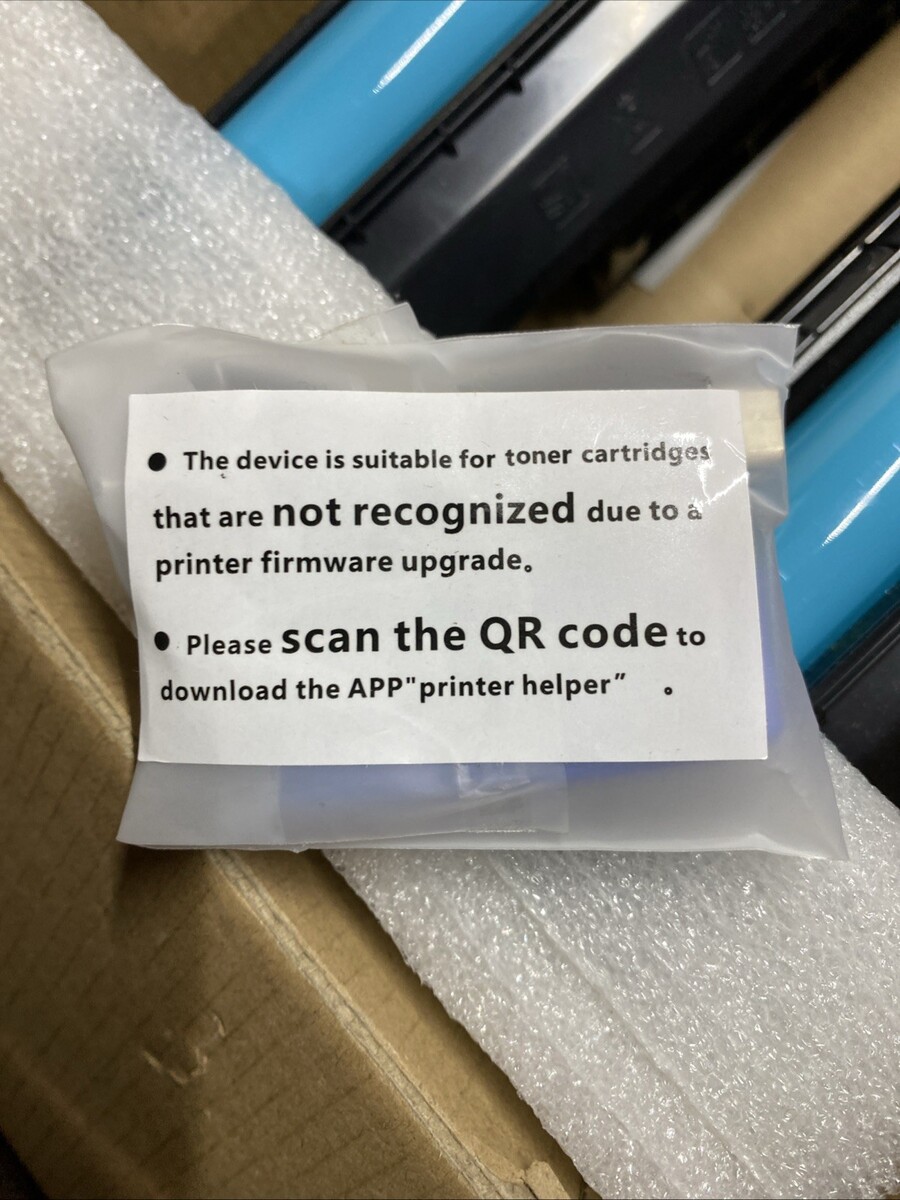 ● The device is suitable for toner cartridges
that are not recognized due to a
printer firmware upgrade。
● Please scan the QR code to
download the APP"printer helper” 。